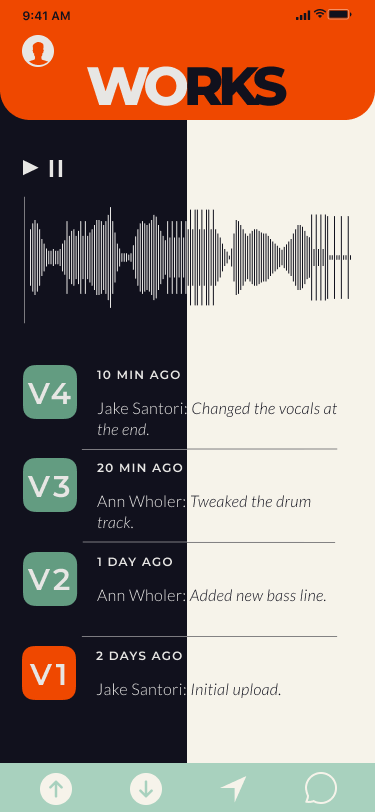 9:41 AM
WORKS
V4
10 MIN AGO
Jake Santori: Changed the vocals at
the end.
V3
20 MIN AGO
Ann Wholer: Tweaked the drum
track.
V2
1 DAY AGO
Ann Wholer: Added new bass line.
V1
2 DAYS AGO
Jake Santori: Initial upload.